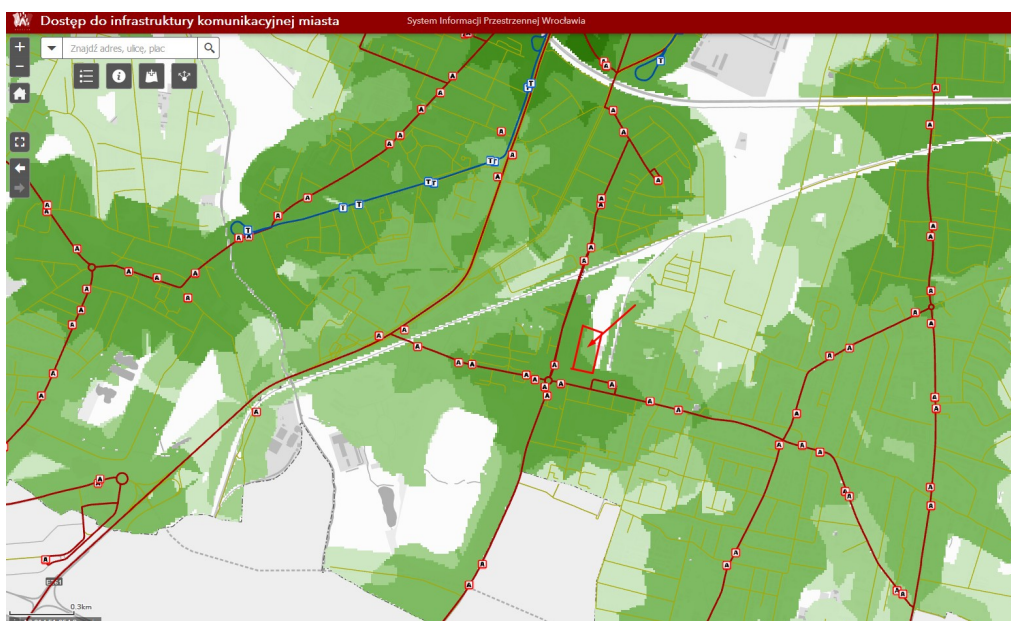 Dostęp do infrastruktury komunikacyjnej miasta
System Informacji Przestrzennej Wrocławia
Znajdź adres, ulicę, plac
0.3km